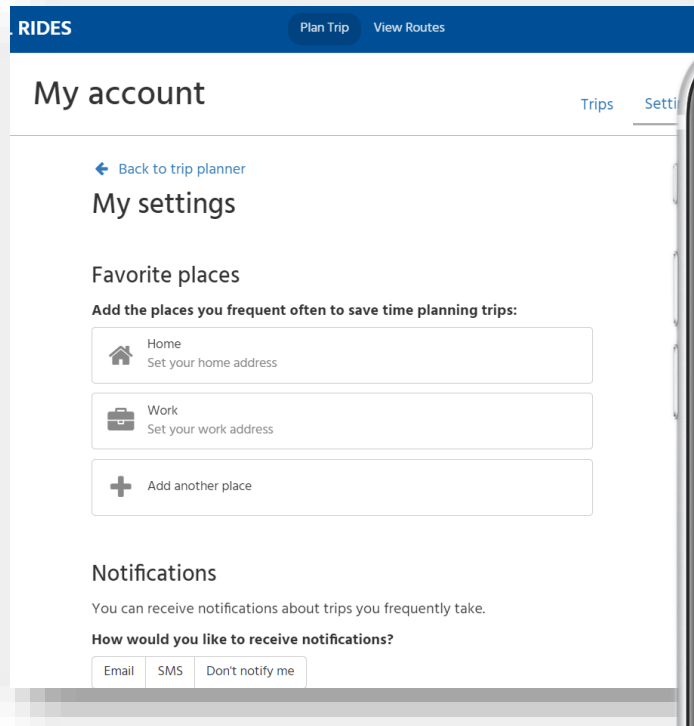 RIDES
Plan Trip View Routes
My account
Trips
Back to trip planner
My settings
Favorite places
Add the places you frequent often to save time planning trips:
Home
Set your home address
Work
Set your work address
Add another place
Notifications
You can receive notifications about trips you frequently take.
How would you like to receive notifications?
Email SMS Don't notify me